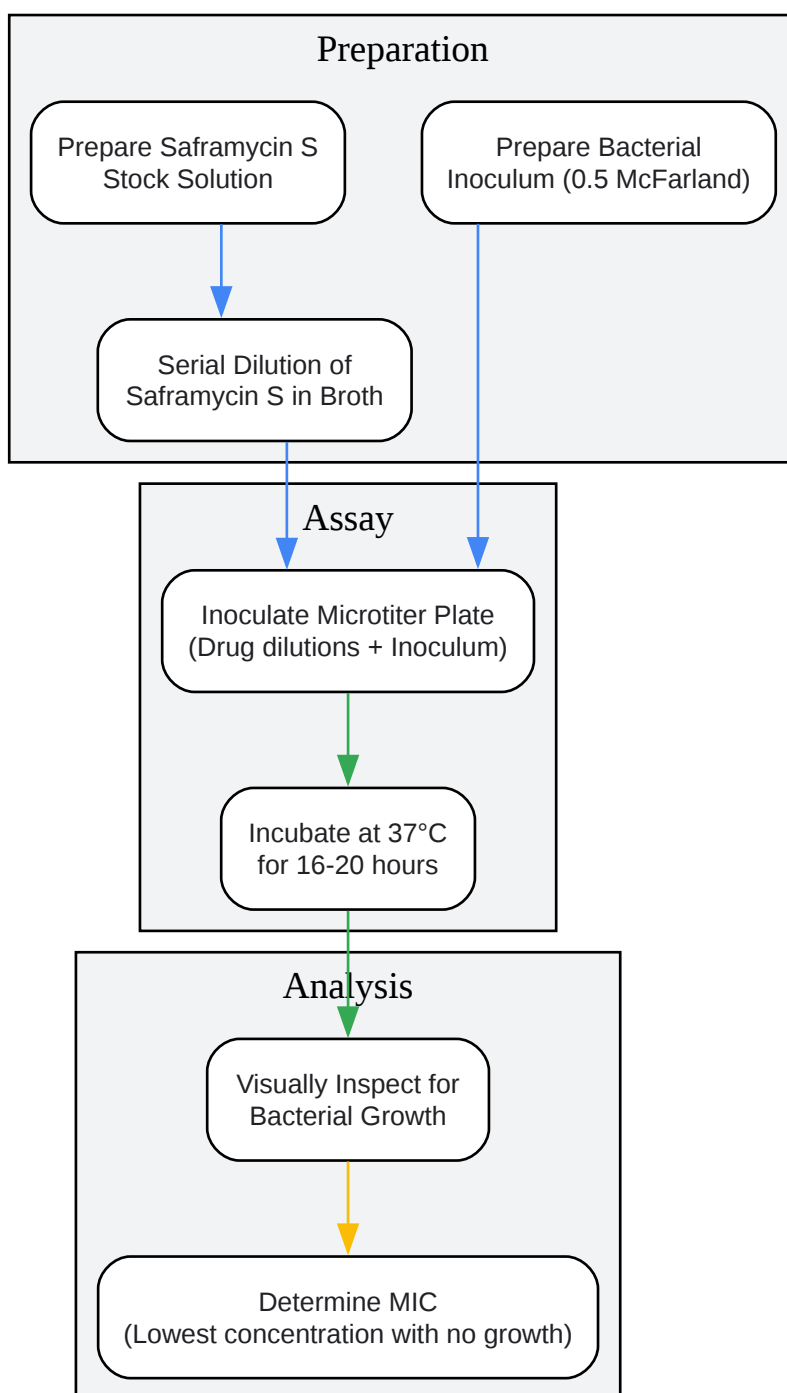 Preparation
Prepare Saframycin S
Stock Solution
Prepare Bacterial
Inoculum (0.5 McFarland)
Serial Dilution of
Saframycin S in Broth
Assay
Inoculate Microtiter Plate
(Drug dilutions + Inoculum)
Incubate at 37°C
for 16-20 hours
Analysis
Visually Inspect for
Bacterial Growth
Determine MIC
(Lowest concentration with no growth)